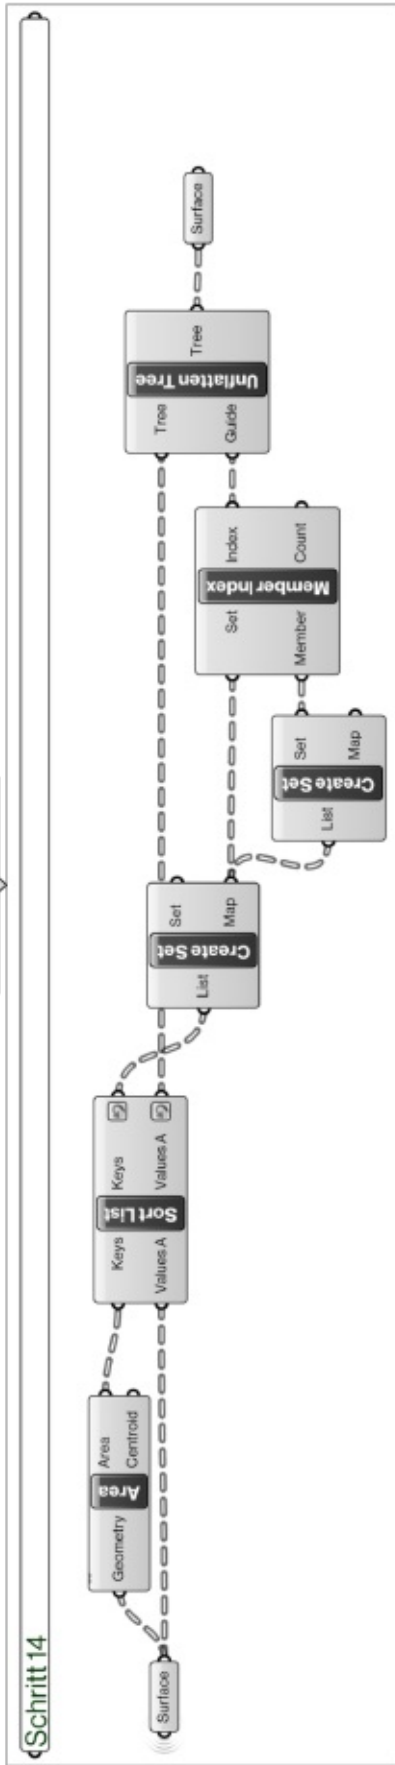 Schritt 14
Surface
Geometry
Area
Area
Centroid
Keys
Values A
Sort List
Keys
Values A
List
Create Set
Set
Map
List
Create Set
Set
Map
Set
Member
Member Index
Index
Count
Tree
Guide
Unflatten Tree
Tree
Surface